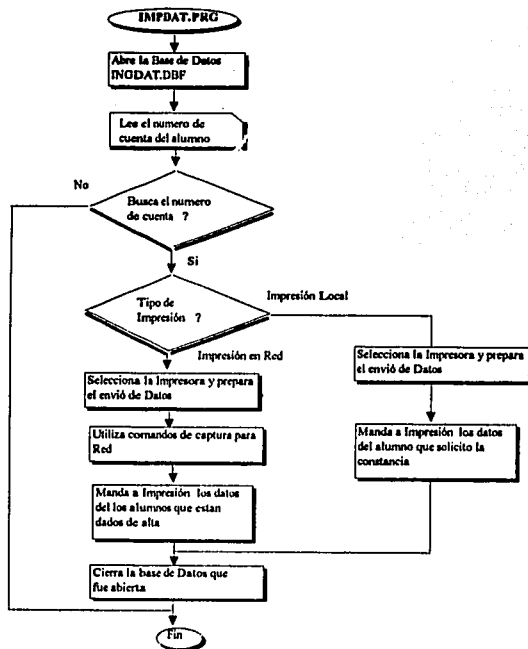 IMPDAT.PRG
Abre la Base de Datos
INGDAT.DBF
Lee el numero de
cuenta del alumno
No
Busca el numero
de cuenta ?
Si
Tipo de
Impresión ?
Impresión Local
Impresión en Red
Selecciona la Impresora y prepara
el envió de Datos
Selecciona la Impresora y prepara
el envió de Datos
Utiliza comandos de captura para
Red
Manda a Impresión los datos
del alumno que solicito la
constancia
Manda a Impresión los datos
del los alumnos que estan
dados de alta
Cierra la base de Datos que
fue abierta
Fin